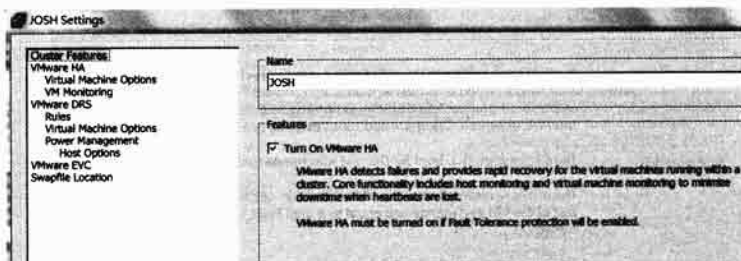 JOSH Settings
Cluster Features
VMware HA
Virtual Machine Options
VM Monitoring
VMware DRS
Rules
Virtual Machine Options
Power Management
Host Options
VMware EVC
Swapfile Location
Name
JOSH
Features
Turn On VMware HA
VMware HA detects failures and provides rapid recovery for the virtual machines running within a
cluster. Core functionality includes host monitoring and virtual machine monitoring to minimize
downtime when heartbeats are lost.
VMware HA must be turned on if Fault Tolerance protection will be enabled.